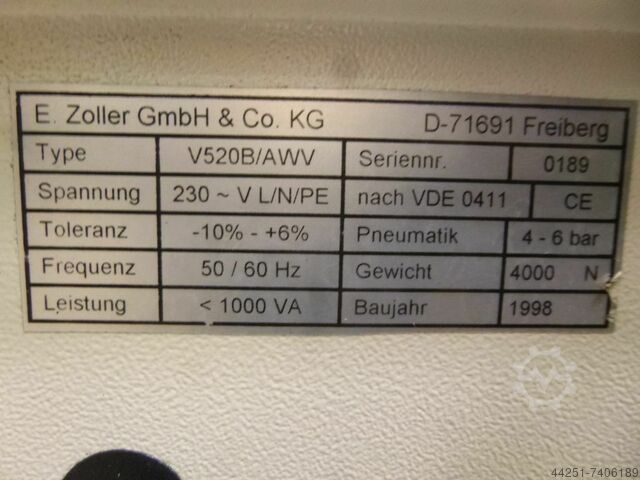 E. Zoller GmbH & Co. KG D-71691 Freiberg
Type V520B/AWV Seriennr. 0189
Spannung 230 ~ V L/N/PE nach VDE 0411 CE
Toleranz -10% - +6% Pneumatik 4 - 6 bar
Frequenz 50 / 60 Hz Gewicht 4000 N
Leistung < 1000 VA Baujahr 1998
44251-7406189